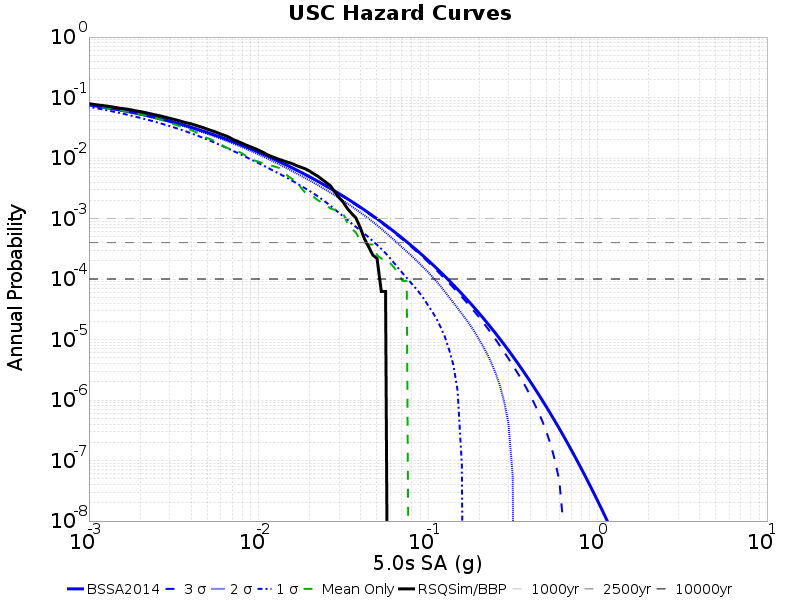 USC Hazard Curves
Annual Probability
10^0
10^-1
10^-2
10^-3
10^-4
10^-5
10^-6
10^-7
10^-8
10^-3 10^-2 10^-1 10^0 10^1
5.0s SA (g)
BSSA2014 3 σ 2 σ 1 σ Mean Only RSQSim/BBP 1000yr 2500yr 10000yr